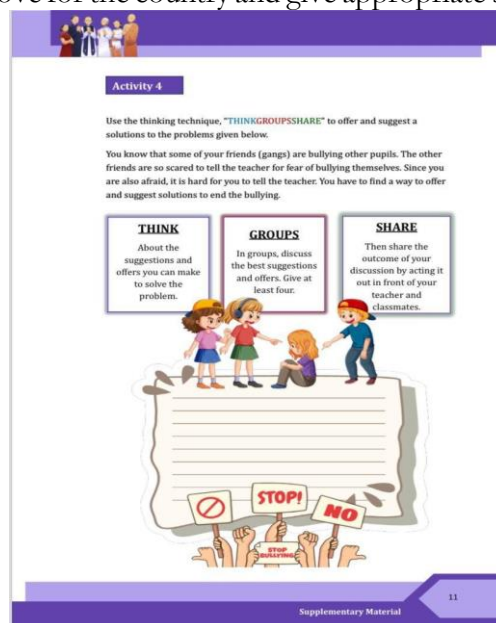 ove for the country and give appropriate s
Activity 4
Use the thinking technique, "THINKGROUPSSHARE" to offer and suggest a
solutions to the problems given below.
You know that some of your friends (gangs) are bullying other pupils. The other
friends are so scared to tell the teacher for fear of bullying themselves. Since you
are also afraid, it is hard for you to tell the teacher. You have to find a way to offer
and suggest solutions to end the bullying.
THINK
About the
suggestions and
offers you can make
to solve the
problem.
GROUPS
In groups, discuss
the best suggestions
and offers. Give at
least four.
SHARE
Then share the
outcome of your
discussion by acting it
out in front of your
teacher and
classmates.
STOP!
NO
STOP
BULLYING
11
Supplementary Material